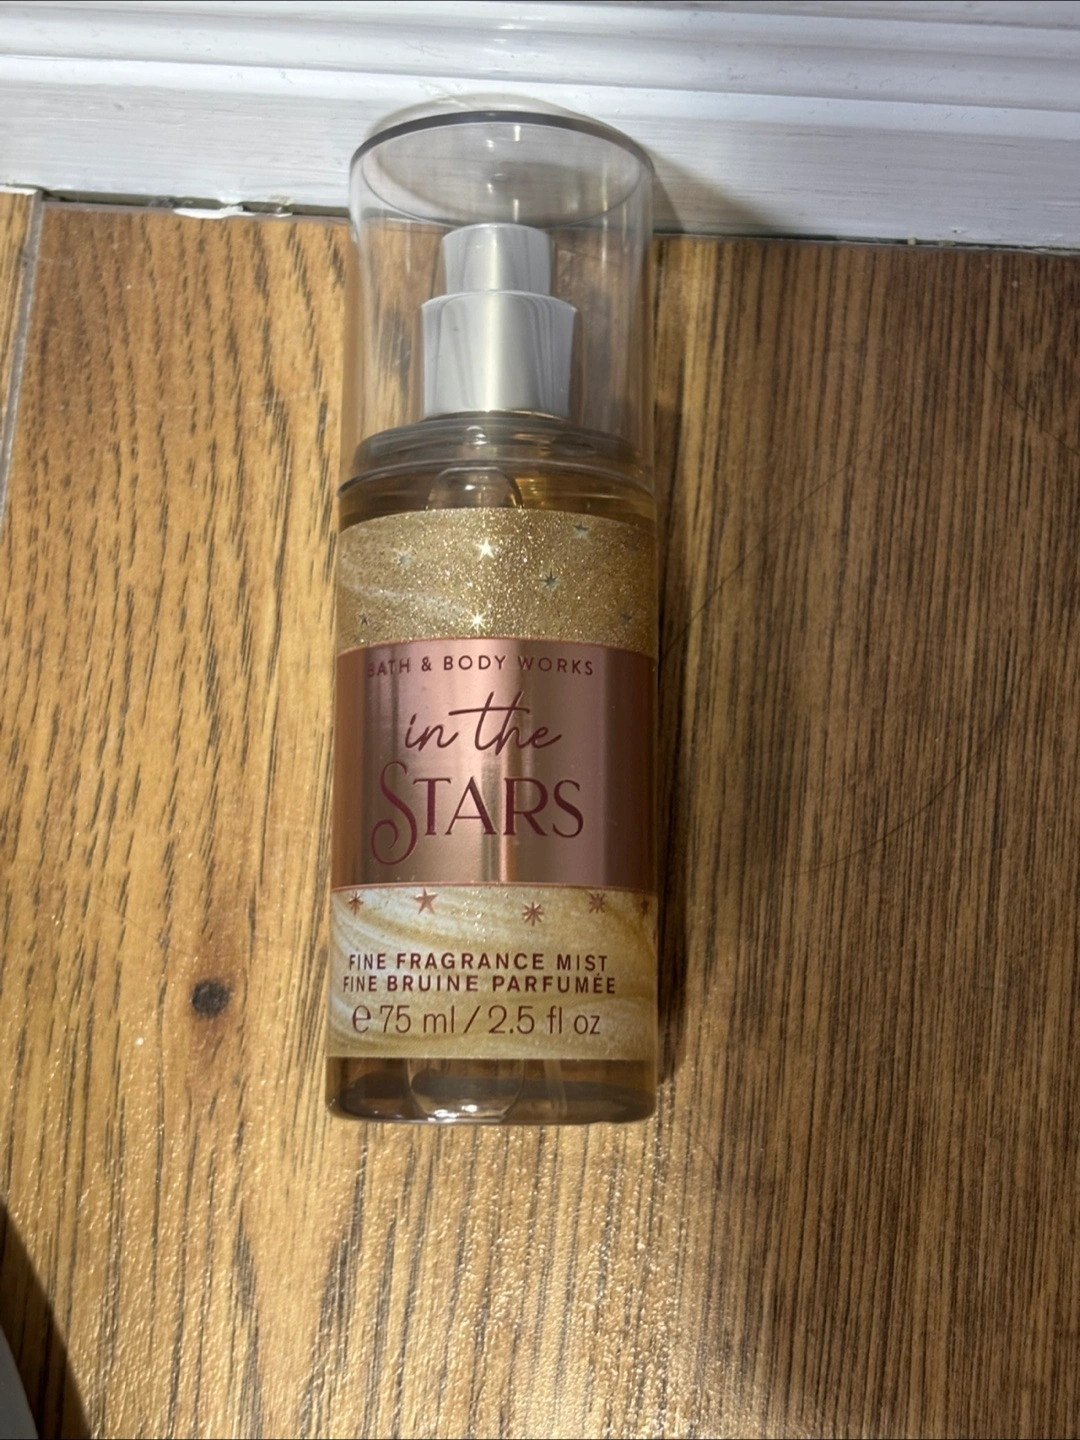 BATH & BODY WORKS
in the
STARS
FINE FRAGRANCE MIST
FINE BRUINE PARFUMÉE
℮ 75 ml / 2.5 fl oz